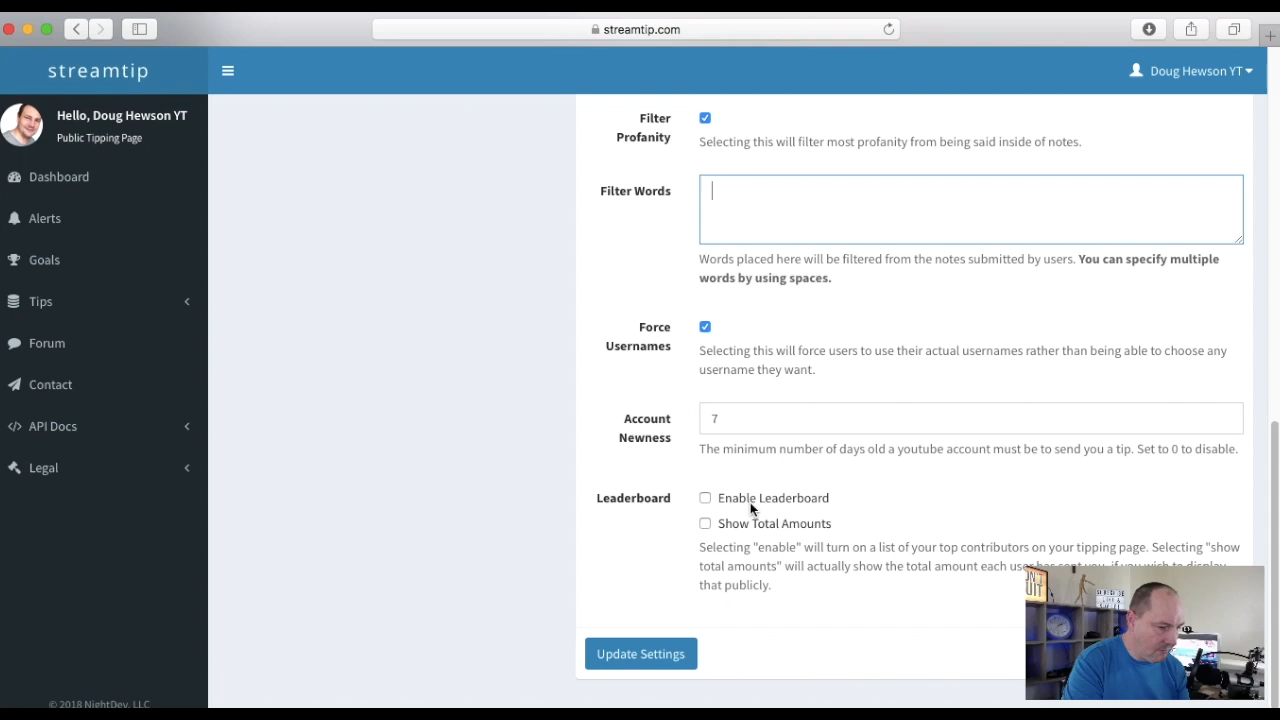 streamtip.com
streamtip
Doug Hewson YT
Hello, Doug Hewson YT
Public Tipping Page
Dashboard
Alerts
Goals
Tips
Forum
Contact
API Docs
Legal
© 2018 NightDev, LLC
Filter
Profanity
Selecting this will filter most profanity from being said inside of notes.
Filter Words
Words placed here will be filtered from the notes submitted by users. You can specify multiple
words by using spaces.
Force
Usernames
Selecting this will force users to use their actual usernames rather than being able to choose any
username they want.
Account
Newness
7
The minimum number of days old a youtube account must be to send you a tip. Set to 0 to disable.
Leaderboard
Enable Leaderboard
Show Total Amounts
Selecting "enable" will turn on a list of your top contributors on your tipping page. Selecting "show
total amounts" will actually show the total amount each user has sent you, if you wish to display
that publicly.
Update Settings